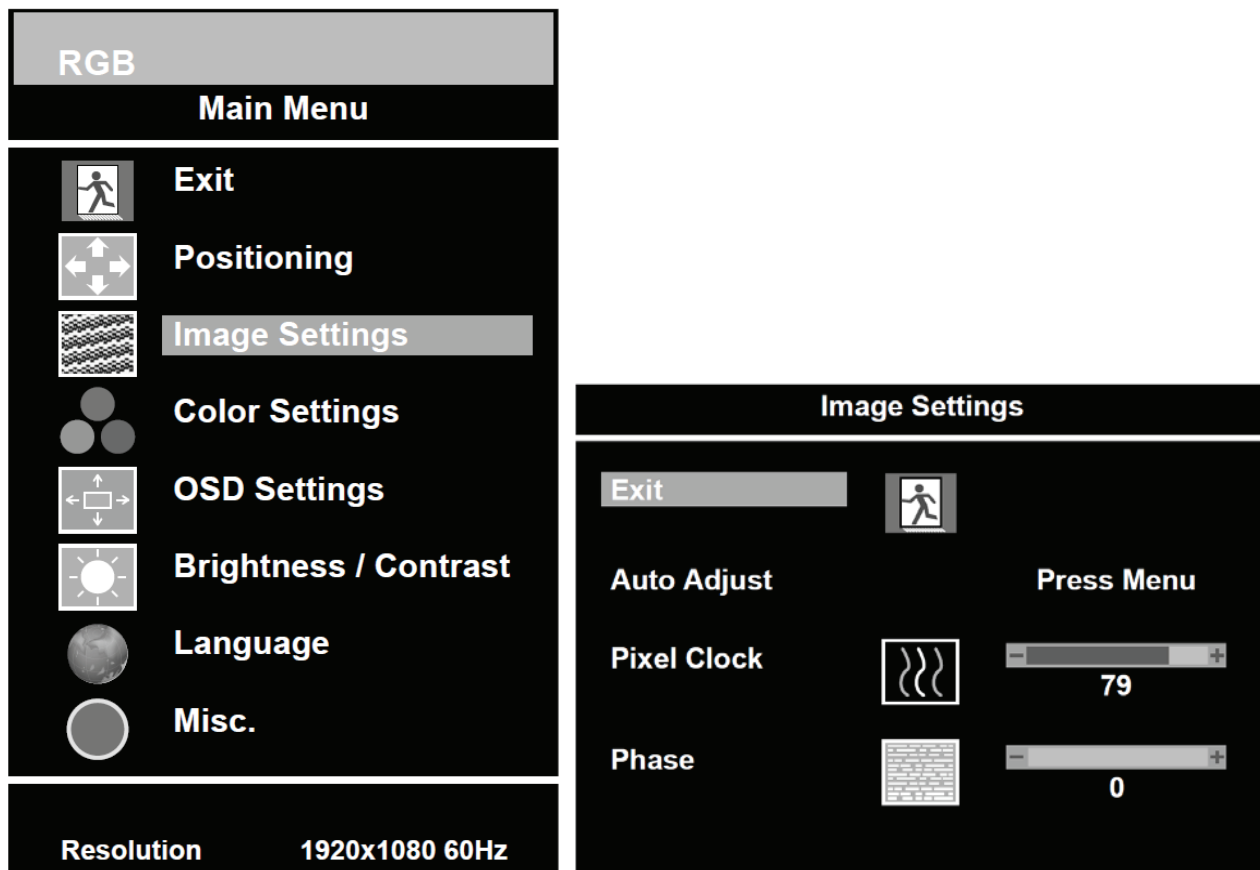 RGB
Main Menu
Exit
Positioning
Image Settings
Color Settings
OSD Settings
Brightness / Contrast
Language
Misc.
Resolution 1920x1080 60Hz
Image Settings
Exit
Auto Adjust Press Menu
Pixel Clock
79
Phase
0